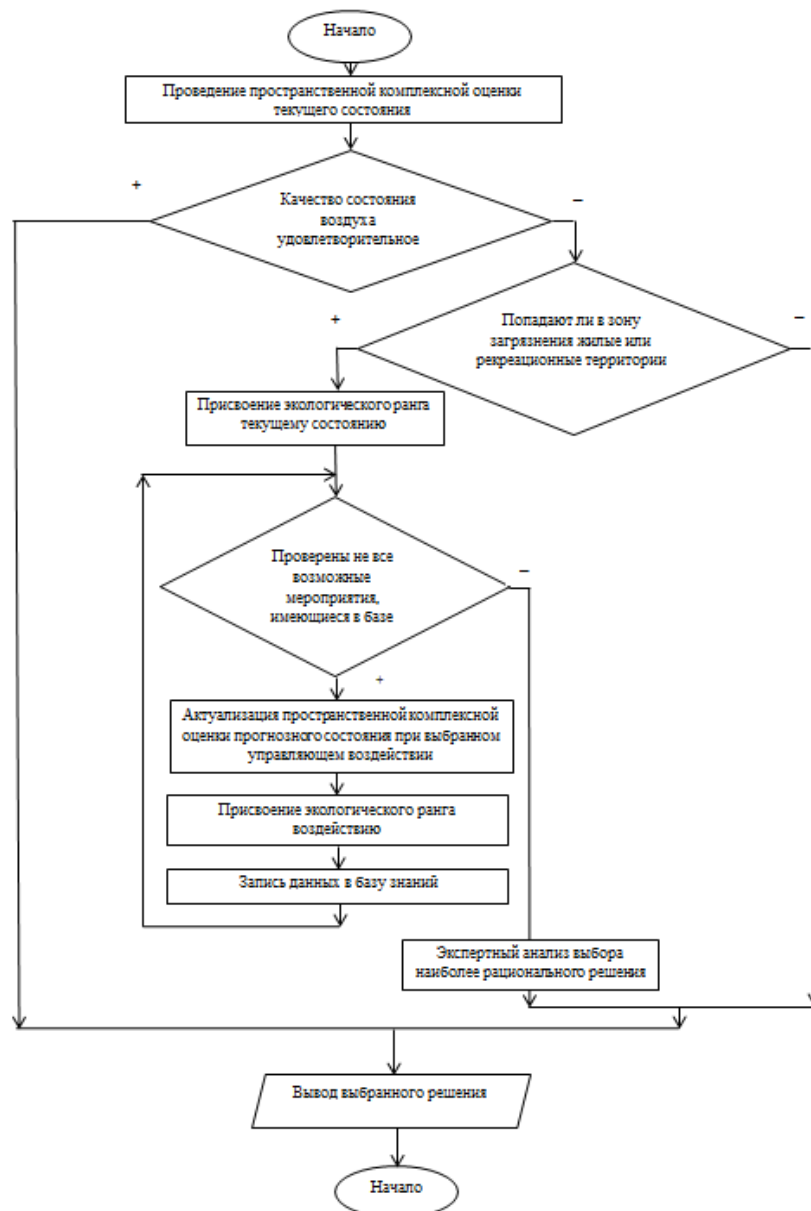 Начало
Проведение пространственной комплексной оценки
текущего состояния
+
Качество состояния
воздуха
удовлетворительное
–
+
Попадают ли в зону
загрязнения жилые или
рекреационные территории
–
Присвоение экологического ранга
текущему состоянию
Проверены не все
возможные
мероприятия,
имеющиеся в базе
–
+
Актуализация пространственной комплексной
оценки прогнозного состояния при выбранном
управляющем воздействии
Присвоение экологического ранга
воздействию
Запись данных в базу знаний
Экспертный анализ выбора
наиболее рационального решения
Вывод выбранного решения
Начало